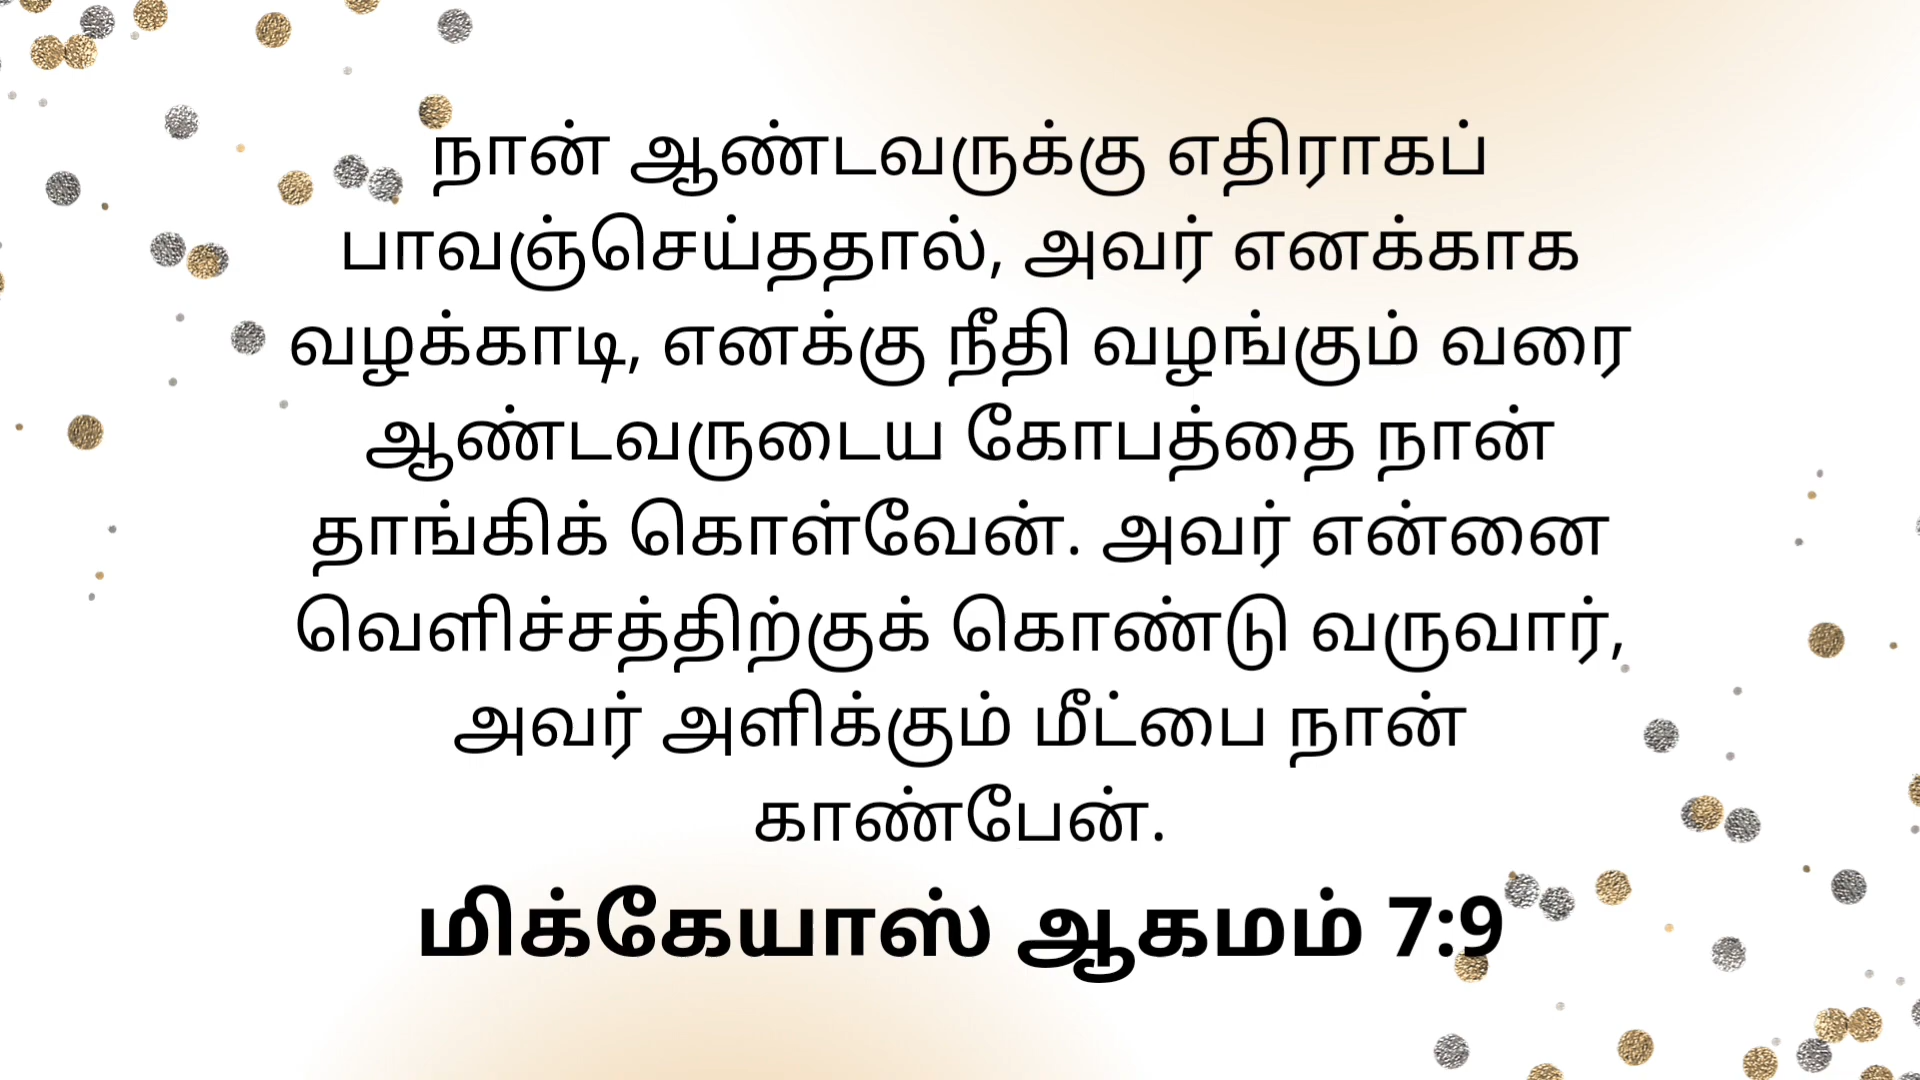 நான் ஆண்டவருக்கு எதிராகப்
பாவஞ்செய்ததால், அவர் எனக்காக
வழக்காடி, எனக்கு நீதி வழங்கும் வரை
ஆண்டவருடைய கோபத்தை நான்
தாங்கிக் கொள்வேன். அவர் என்னை
வெளிச்சத்திற்குக் கொண்டு வருவார்,
அவர் அளிக்கும் மீட்பை நான்
காண்பேன்.
மிக்கேயாஸ் ஆகமம் 7:9